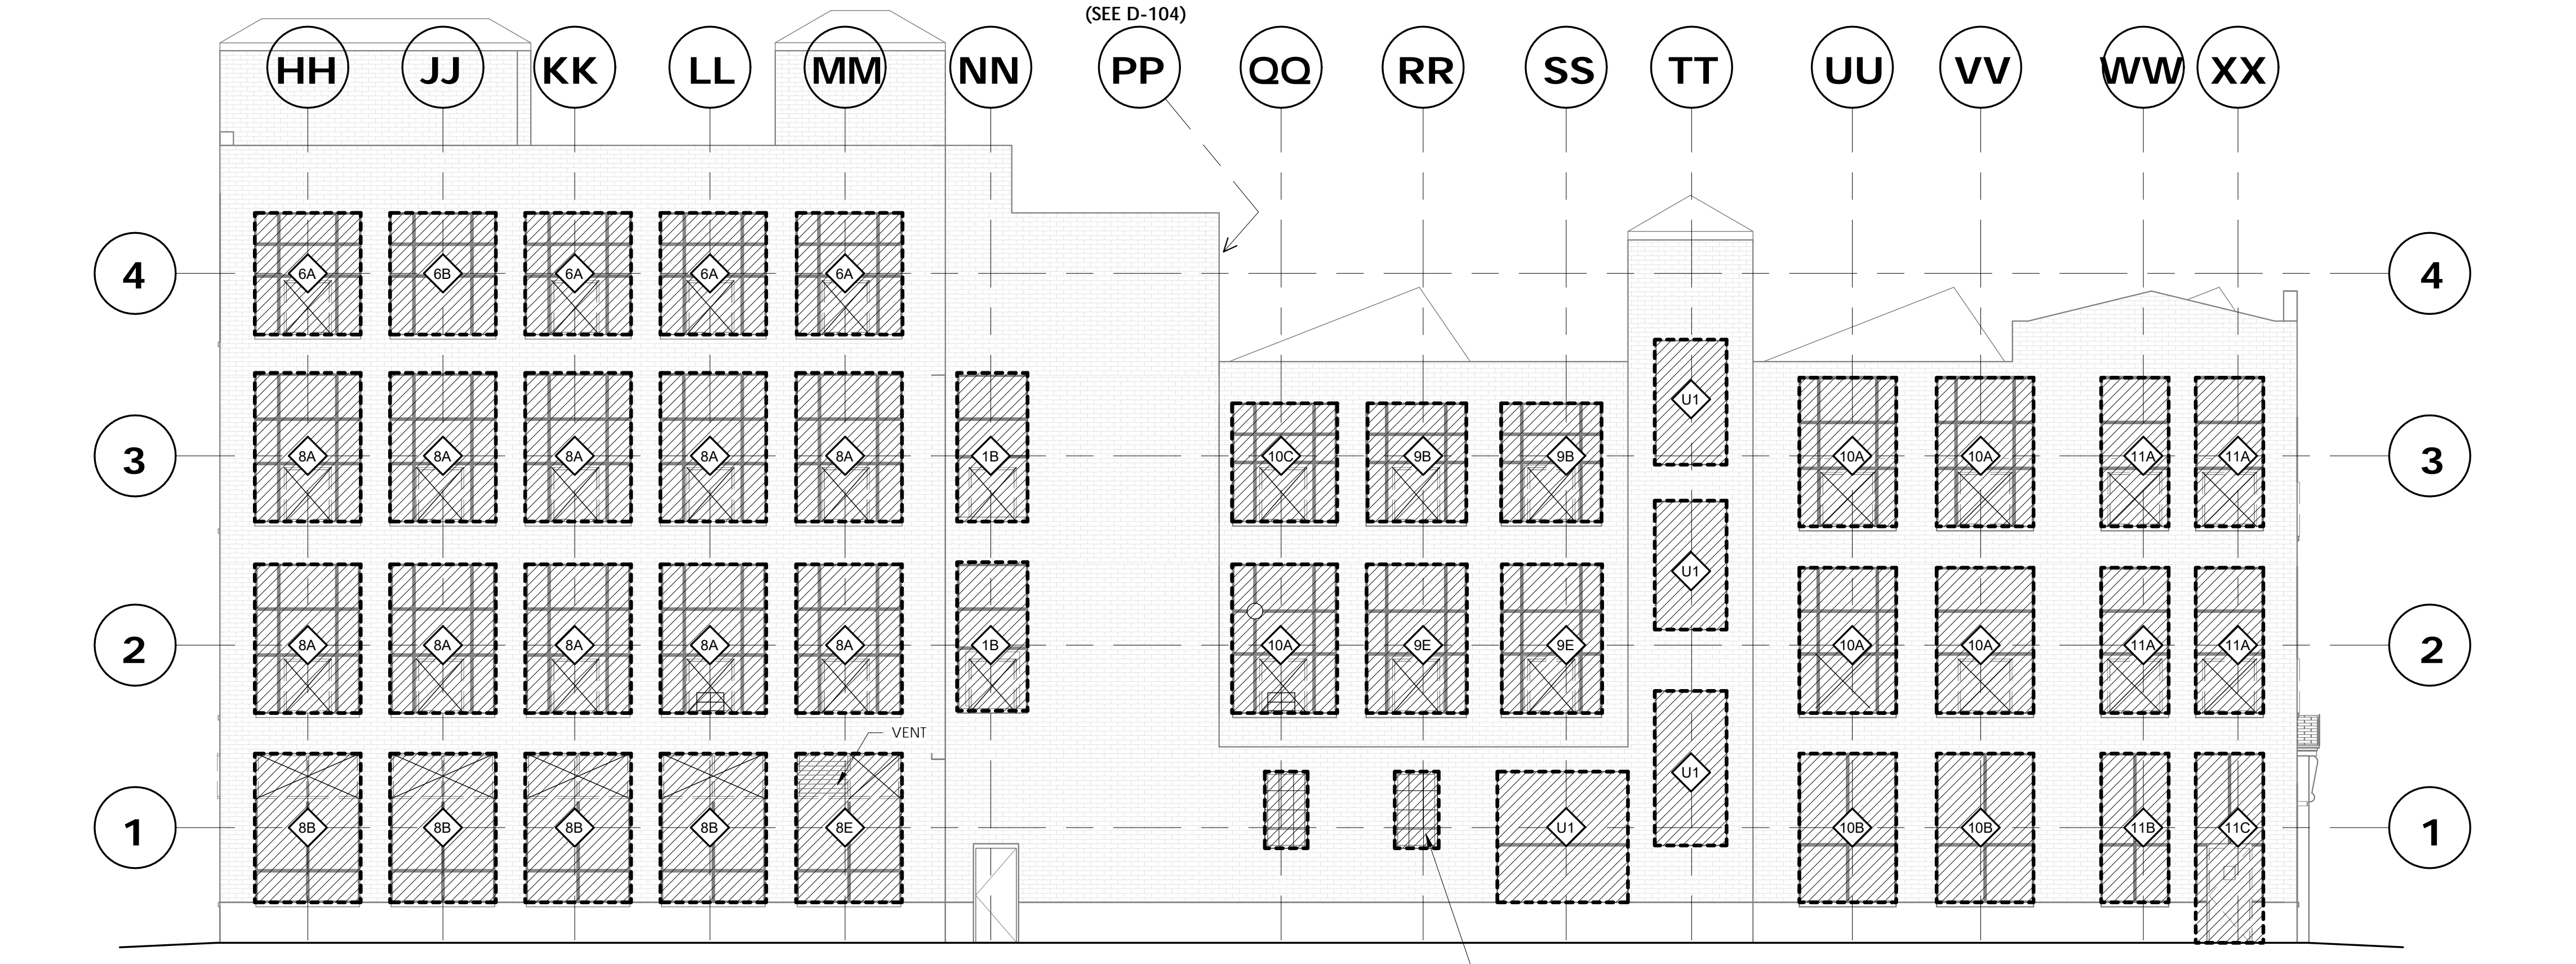 (SEE D-104)
HH JJ KK LL MM NN PP QQ RR SS TT UU VV WW XX
4 6A 6B 6A 6A 6A 4
U1
3 8A 8A 8A 8A 8A 1B 10C 9B 9B 10A 10A 11A 11A 3
U1
2 8A 8A 8A 8A 8A 1B 10A 9E 9E 10A 10A 11A 11A 2
VENT
U1
1 8B 8B 8B 8B 8E U1 10B 10B 11B 11C 1